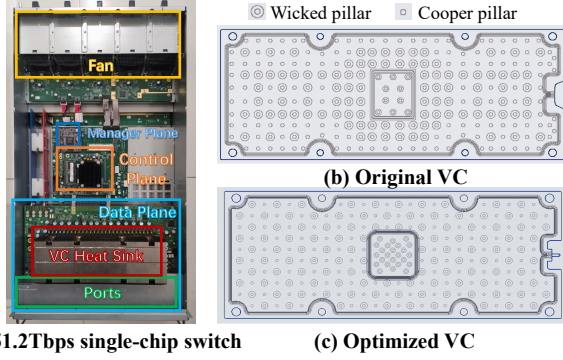 Wicked pillar
Cooper pillar
Fan
Manager Plane
Control
Plane
Data Plane
VC Heat Sink
Ports
(b) Original VC
51.2Tbps single-chip switch
(c) Optimized VC